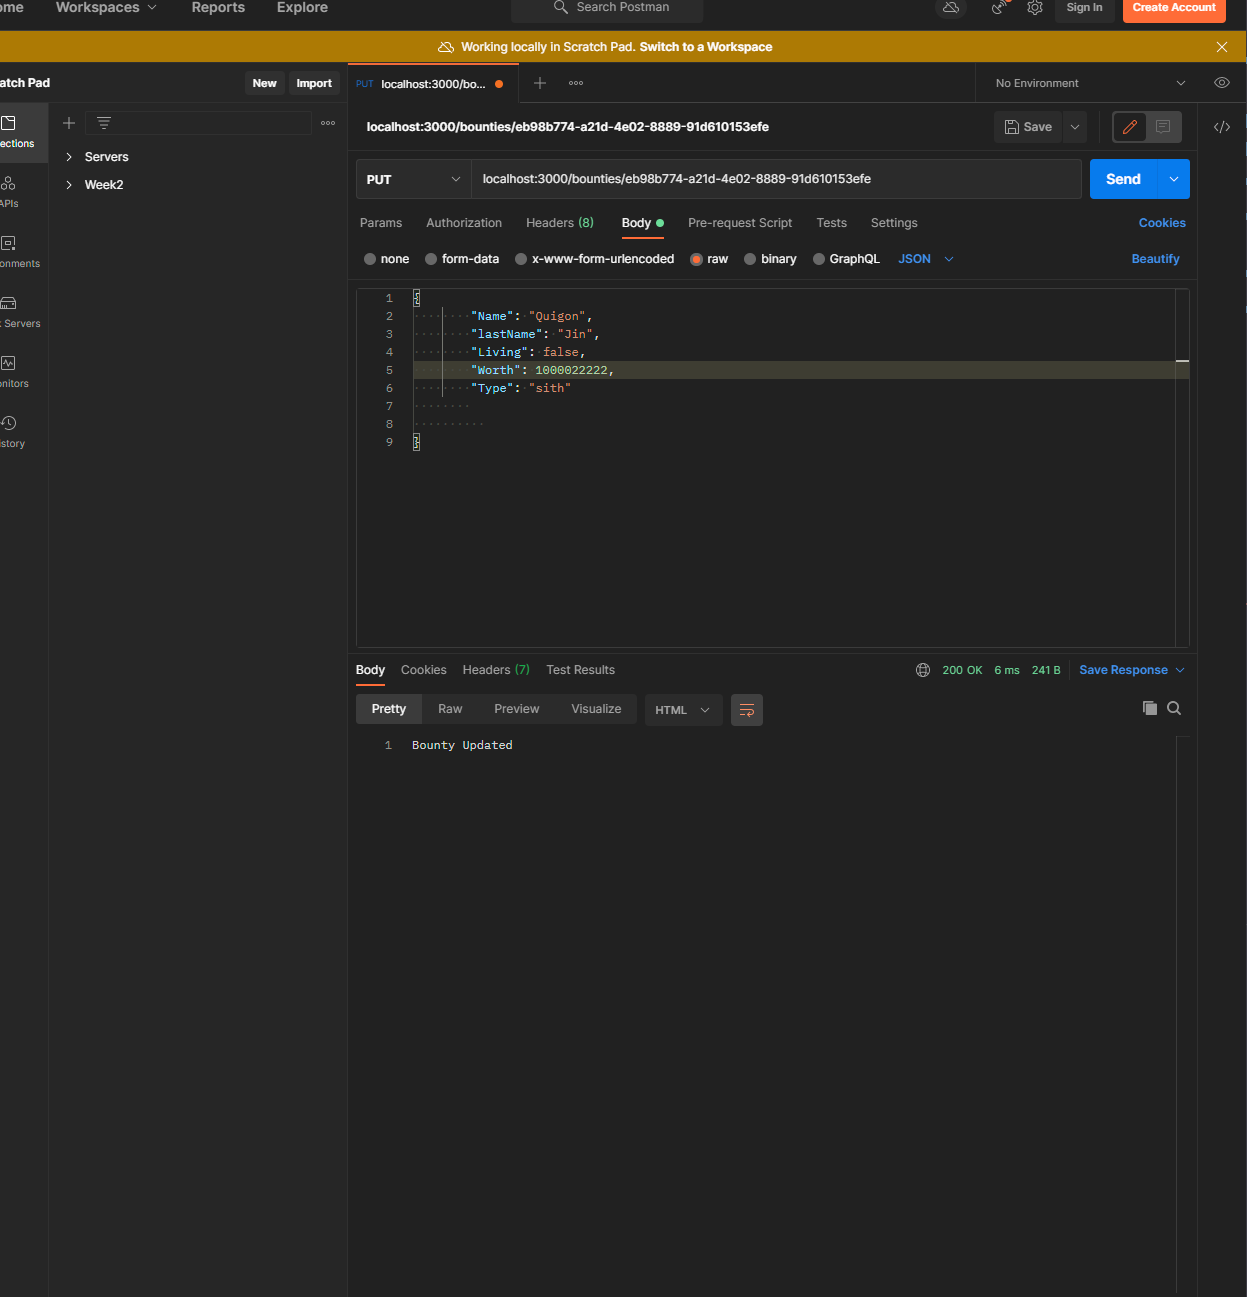 ome Workspaces Reports Explore Search Postman Sign In Create Account
Working locally in Scratch Pad. Switch to a Workspace
atch Pad New Import PUT localhost:3000/bo... No Environment
ections
APIs
onments
Servers
nitors
istory
Servers
Week2
localhost:3000/bounties/eb98b774-a21d-4e02-8889-91d610153efe Save
PUT localhost:3000/bounties/eb98b774-a21d-4e02-8889-91d610153efe Send
Params Authorization Headers (8) Body Pre-request Script Tests Settings Cookies
none form-data x-www-form-urlencoded raw binary GraphQL JSON Beautify
1 {
2 "Name": "Quigon",
3 "lastName": "Jin",
4 "Living": false,
5 "Worth": 1000022222,
6 "Type": "sith"
7
8
9 }
Body Cookies Headers (7) Test Results 200 OK 6 ms 241 B Save Response
Pretty Raw Preview Visualize HTML
1 Bounty Updated